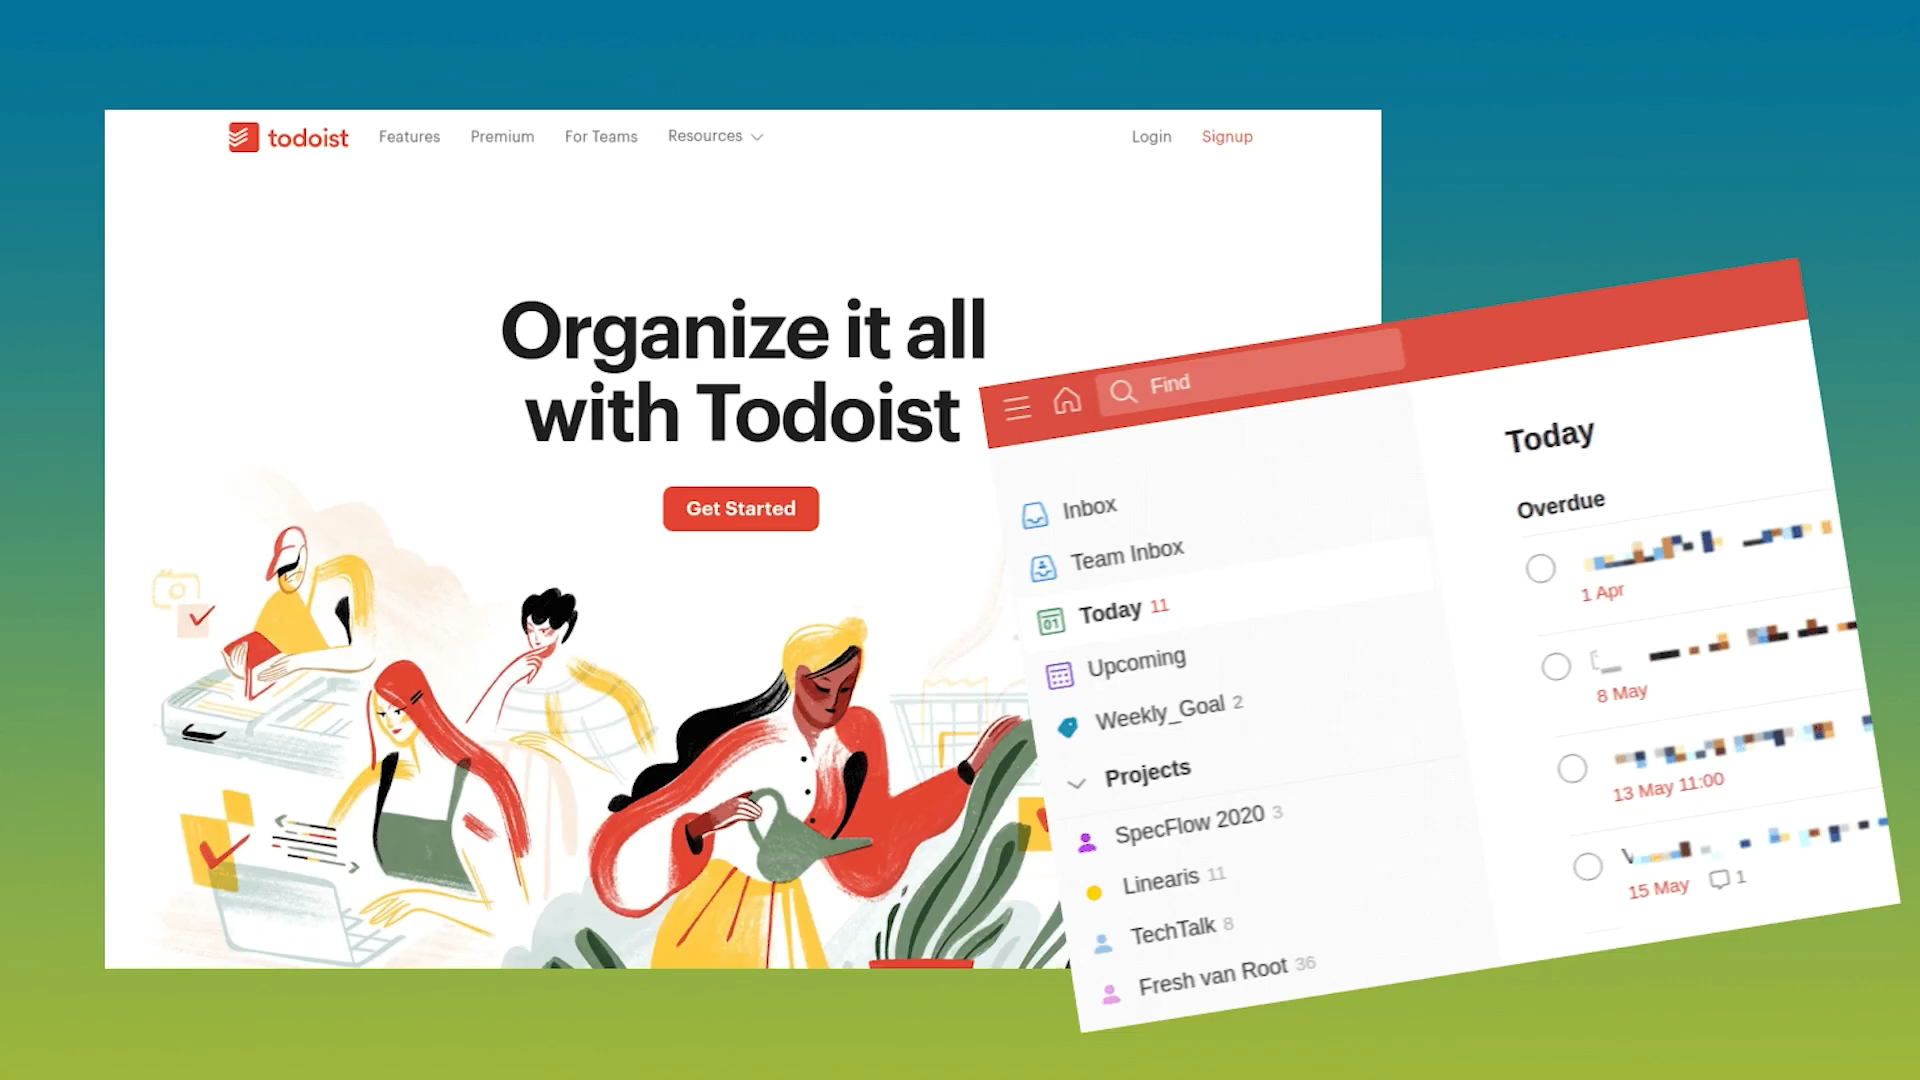 todoist
Features
Premium
For Teams
Resources
Login
Signup
Organize it all
with Todoist
Get Started
Find
Inbox
Team Inbox
01
Today 11
Upcoming
Weekly_Goal 2
Projects
SpecFlow 2020 3
Linearis 11
TechTalk 8
Fresh van Root 36
Today
Overdue
1 Apr
8 May
13 May 11:00
15 May 1